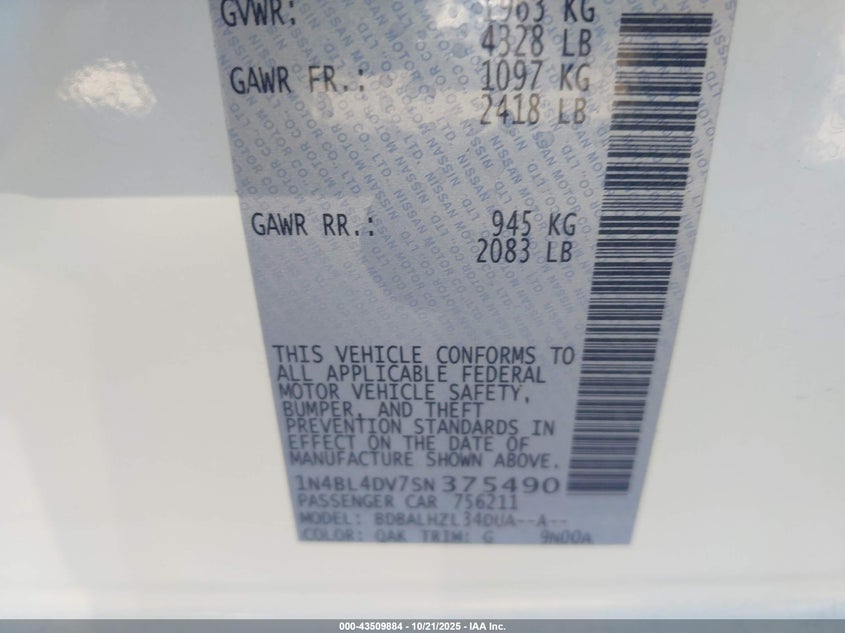 GVWR: 1963 KG
4328 LB
GAWR FR.: 1097 KG
2418 LB
GAWR RR.: 945 KG
2083 LB
THIS VEHICLE CONFORMS TO
ALL APPLICABLE FEDERAL
MOTOR VEHICLE SAFETY,
BUMPER, AND THEFT
PREVENTION STANDARDS IN
EFFECT ON THE DATE OF
MANUFACTURE SHOWN ABOVE.
1N4BL4DV7SN375490
PASSENGER CAR 756211
MODEL: BDBALHZL34DUA--A--
COLOR: QAK TRIM: G 9N00A
000-43509884 | 10/21/2025 | IAA Inc.